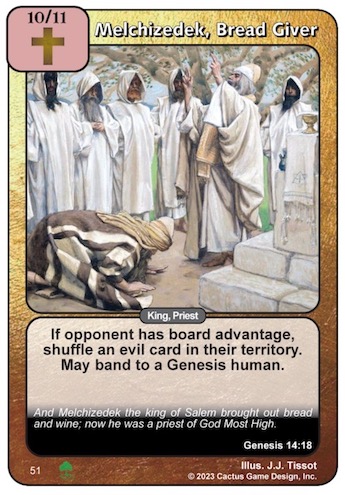 10/11
Melchizedek, Bread Giver
King, Priest
If opponent has board advantage,
shuffle an evil card in their territory.
May band to a Genesis human.
And Melchizedek the king of Salem brought out bread
and wine; now he was a priest of God Most High.
Genesis 14:18
Illus. J.J. Tissot
51
© 2023 Cactus Game Design, Inc.